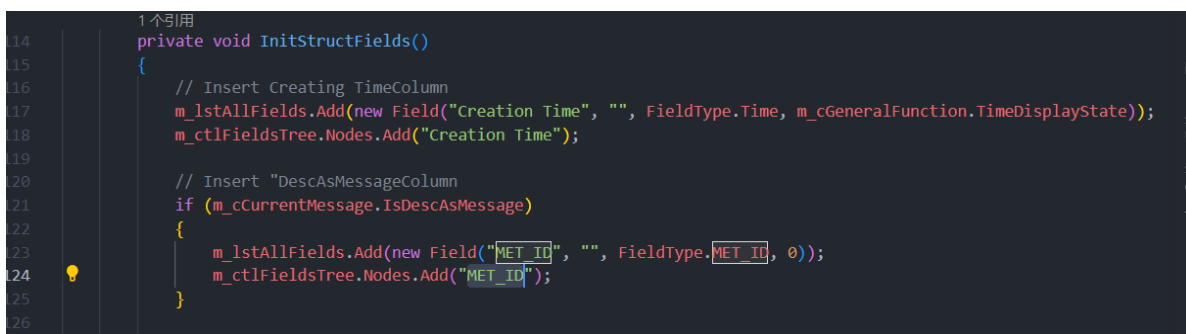 1 个引用
114 private void InitStructFields()
115 {
116 // Insert Creating TimeColumn
117 m_lstAllFields.Add(new Field("Creation Time", "", FieldType.Time, m_cGeneralFunction.TimeDisplayState));
118 m_ctlFieldsTree.Nodes.Add("Creation Time");
119
120 // Insert "DescAsMessageColumn
121 if (m_cCurrentMessage.IsDescAsMessage)
122 {
123 m_lstAllFields.Add(new Field("MET_ID", "", FieldType.MET_ID, 0));
124 m_ctlFieldsTree.Nodes.Add("MET_ID");
125 }
126